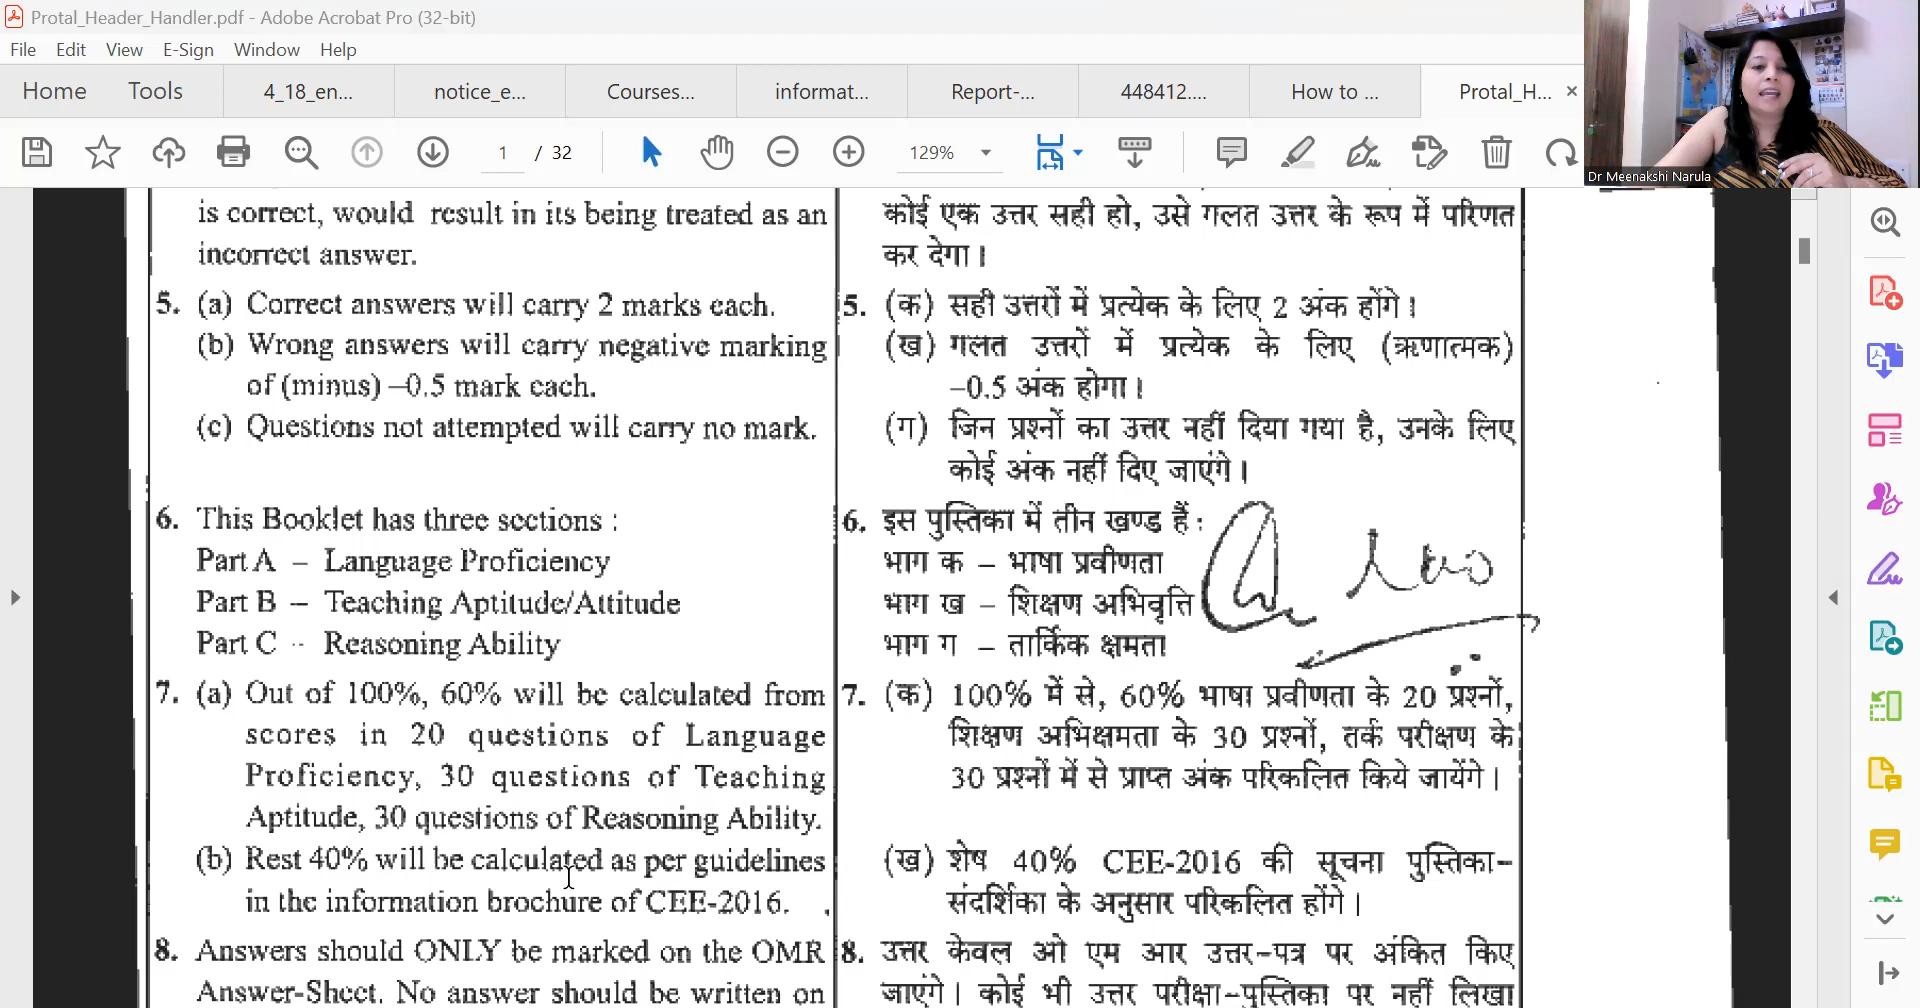 Protal_Header_Handler.pdf - Adobe Acrobat Pro (32-bit)
File Edit View E-Sign Window Help
Home Tools 4_18_en... notice_e... Courses... informat... Report-... 448412.... How to ... Protal_H... ×
1 / 32 129%
Dr Meenakshi Narula
is correct, would result in its being treated as an
incorrect answer.
5. (a) Correct answers will carry 2 marks each.
(b) Wrong answers will carry negative marking
of (minus) –0.5 mark each.
(c) Questions not attempted will carry no mark.
6. This Booklet has three sections :
Part A – Language Proficiency
Part B – Teaching Aptitude/Attitude
Part C – Reasoning Ability
7. (a) Out of 100%, 60% will be calculated from
scores in 20 questions of Language
Proficiency, 30 questions of Teaching
Aptitude, 30 questions of Reasoning Ability.
(b) Rest 40% will be calculated as per guidelines
in the information brochure of CEE-2016.
8. Answers should ONLY be marked on the OMR
Answer-Sheet. No answer should be written on
कोई एक उत्तर सही हो, उसे गलत उत्तर के रूप में परिणत
कर देगा।
5. (क) सही उत्तरों में प्रत्येक के लिए 2 अंक होंगे।
(ख) गलत उत्तरों में प्रत्येक के लिए (ऋणात्मक)
–0.5 अंक होगा।
(ग) जिन प्रश्नों का उत्तर नहीं दिया गया है, उनके लिए
कोई अंक नहीं दिए जाएंगे।
6. इस पुस्तिका में तीन खण्ड हैं :
भाग क – भाषा प्रवीणता
भाग ख – शिक्षण अभिवृत्ति
भाग ग – तार्किक क्षमता
7. (क) 100% में से, 60% भाषा प्रवीणता के 20 प्रश्नों,
शिक्षण अभिक्षमता के 30 प्रश्नों, तर्क परीक्षण के
30 प्रश्नों में से प्राप्त अंक परिकलित किये जायेंगे।
(ख) शेष 40% CEE-2016 की सूचना पुस्तिका-
संदर्शिका के अनुसार परिकलित होंगे।
8. उत्तर केवल ओ एम आर उत्तर-पत्र पर अंकित किए
जाएंगे। कोई भी उत्तर परीक्षा-पुस्तिका पर नहीं लिखा